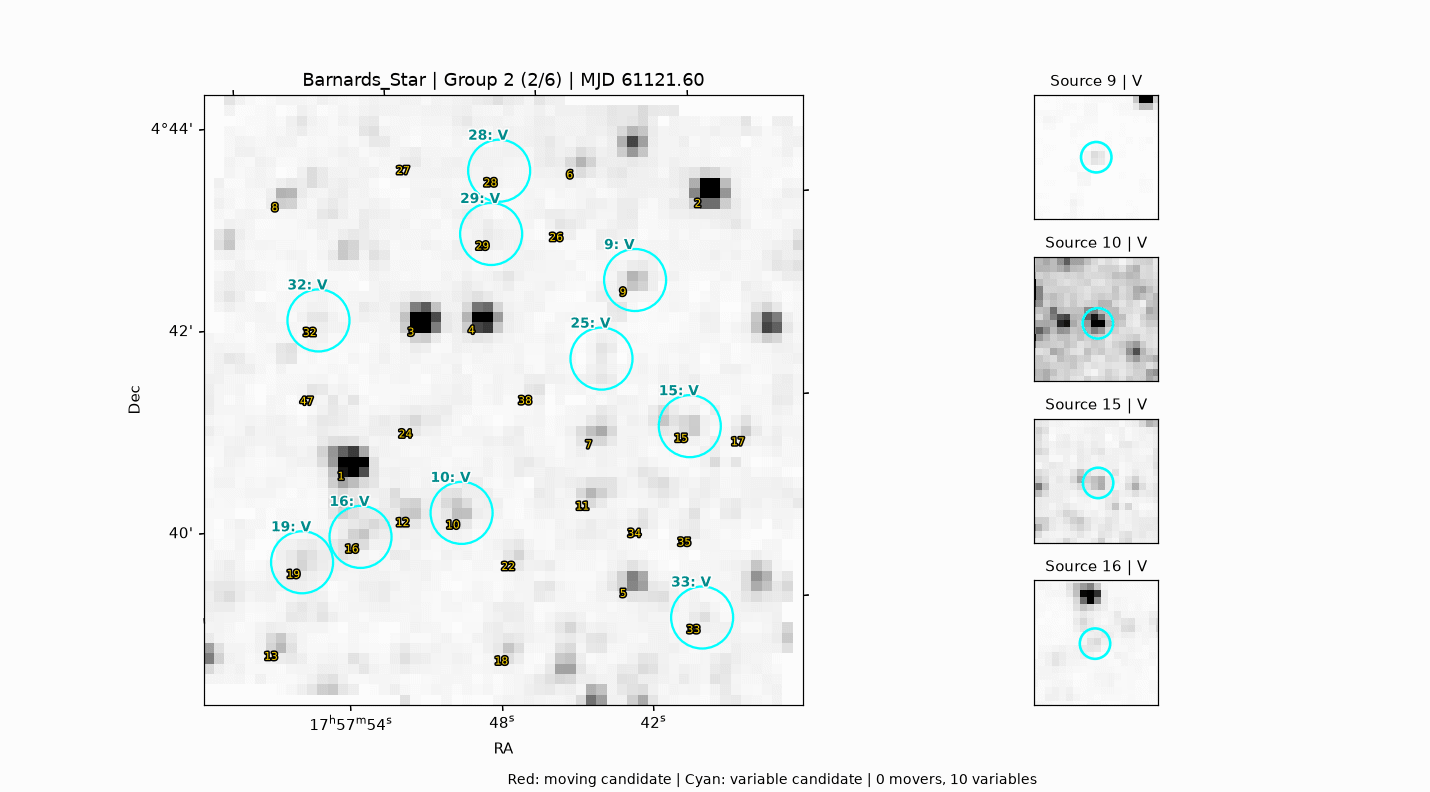 Barnards_Star | Group 2 (2/6) | MJD 61121.60
Source 9 | V
4°44'
28: V
27
6
28
8
29: V
2
26
29
9: V
Source 10 | V
32: V
9
42'
32
3
4
25: V
Dec
47
38
15: V
Source 15 | V
24
7
15
17
1
10: V
16: V
11
12
10
19: V
40'
34
35
16
22
19
5
33: V
Source 16 | V
33
13
18
17ʰ57ᵐ54ˢ
48ˢ
42ˢ
RA
Red: moving candidate | Cyan: variable candidate | 0 movers, 10 variables